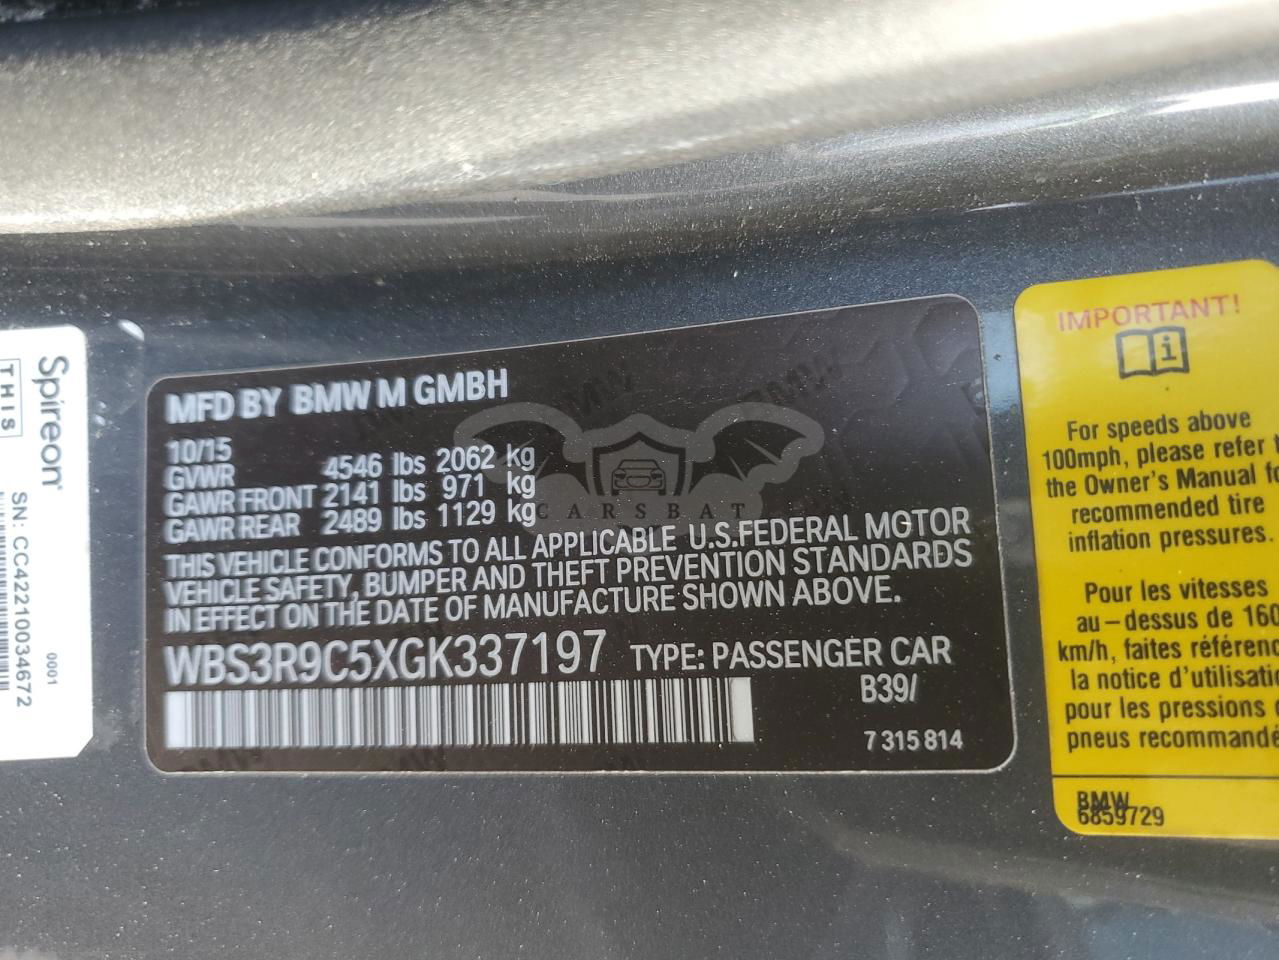 Spireon
THIS
SN: CC4221003467​2
0001
MFD BY BMW M GMBH
10/15
GVWR 4546 lbs 2062 kg
GAWR FRONT 2141 lbs 971 kg
GAWR REAR 2489 lbs 1129 kg
THIS VEHICLE CONFORMS TO ALL APPLICABLE U.S.FEDERAL MOTOR
VEHICLE SAFETY, BUMPER AND THEFT PREVENTION STANDARDS
IN EFFECT ON THE DATE OF MANUFACTURE SHOWN ABOVE.
WBS3R9C5XGK337197 TYPE: PASSENGER CAR
B39/
7 315 814
CARSBAT
IMPORTANT!
For speeds above
100mph, please refer
the Owner's Manual
recommended tire
inflation pressures.
Pour les vitesses
au-dessus de 160
km/h, faites
la notice
pour les pressions
pneus
BMW
6859729